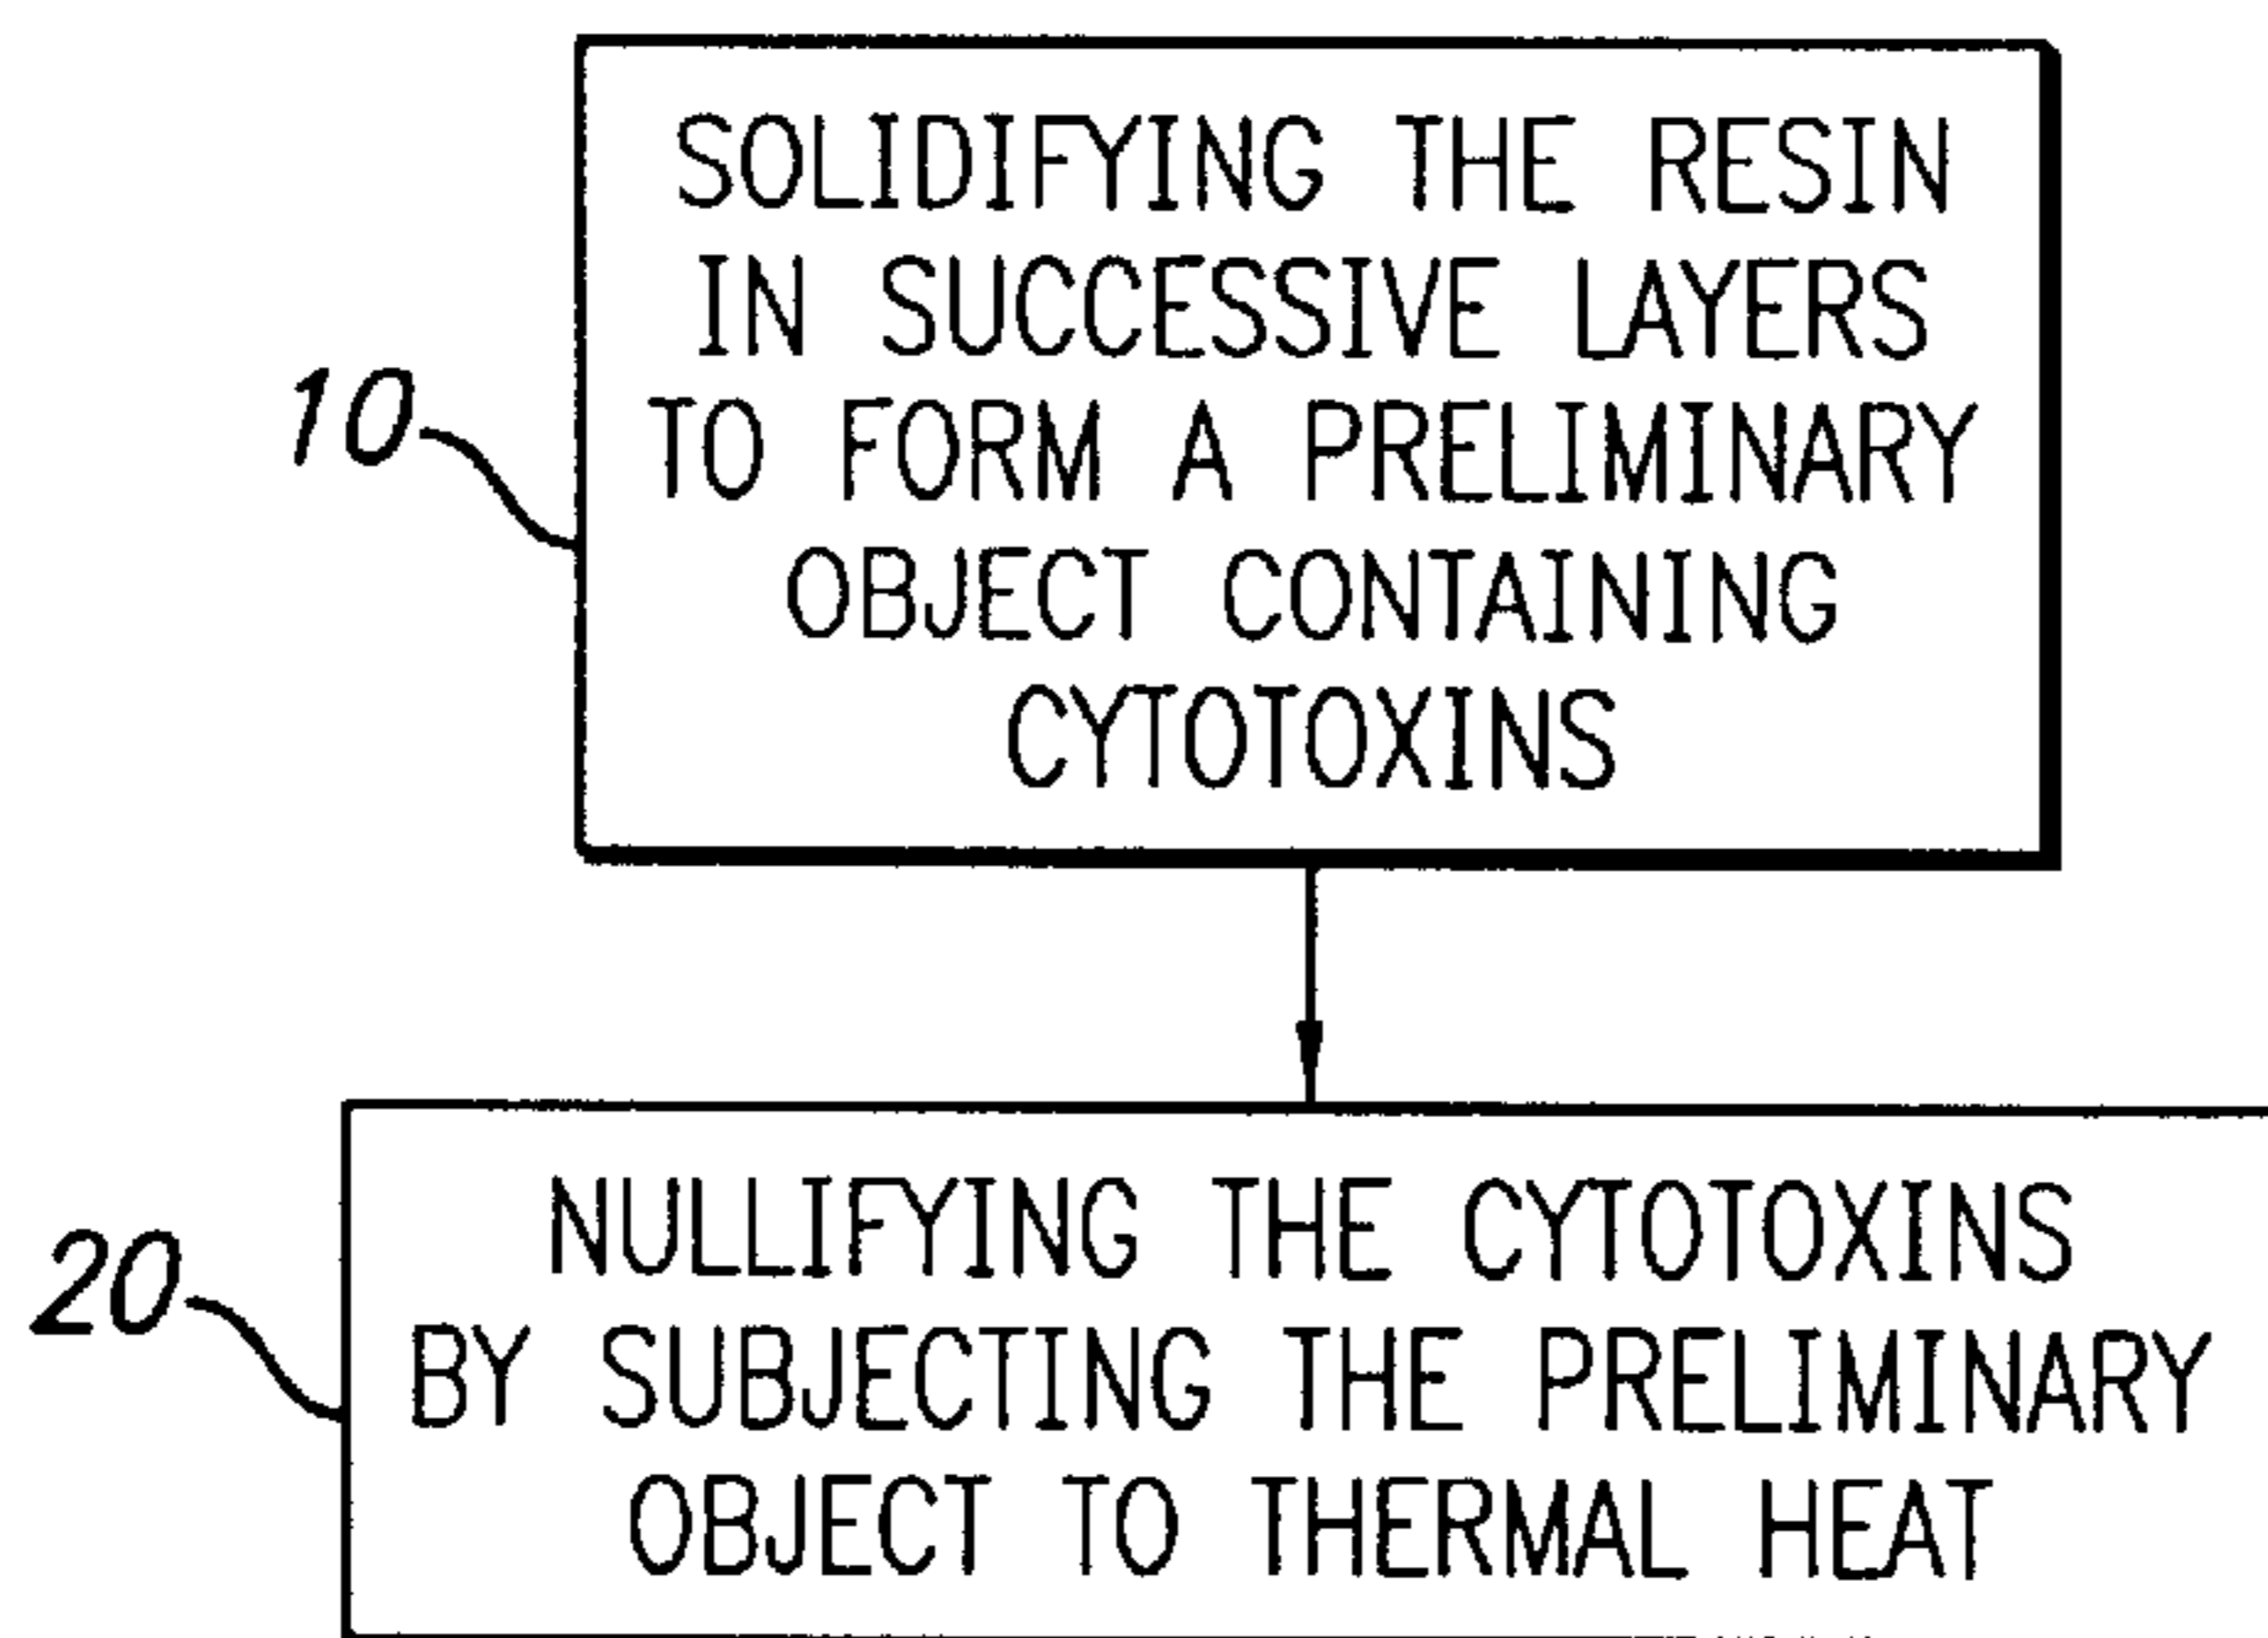 SOLIDIFYING THE RESIN
IN SUCCESSIVE LAYERS
TO FORM A PRELIMINARY
OBJECT CONTAINING
CYTOTOXINS
10
NULLIFYING THE CYTOTOXINS
BY SUBJECTING THE PRELIMINARY
OBJECT TO THERMAL HEAT
20